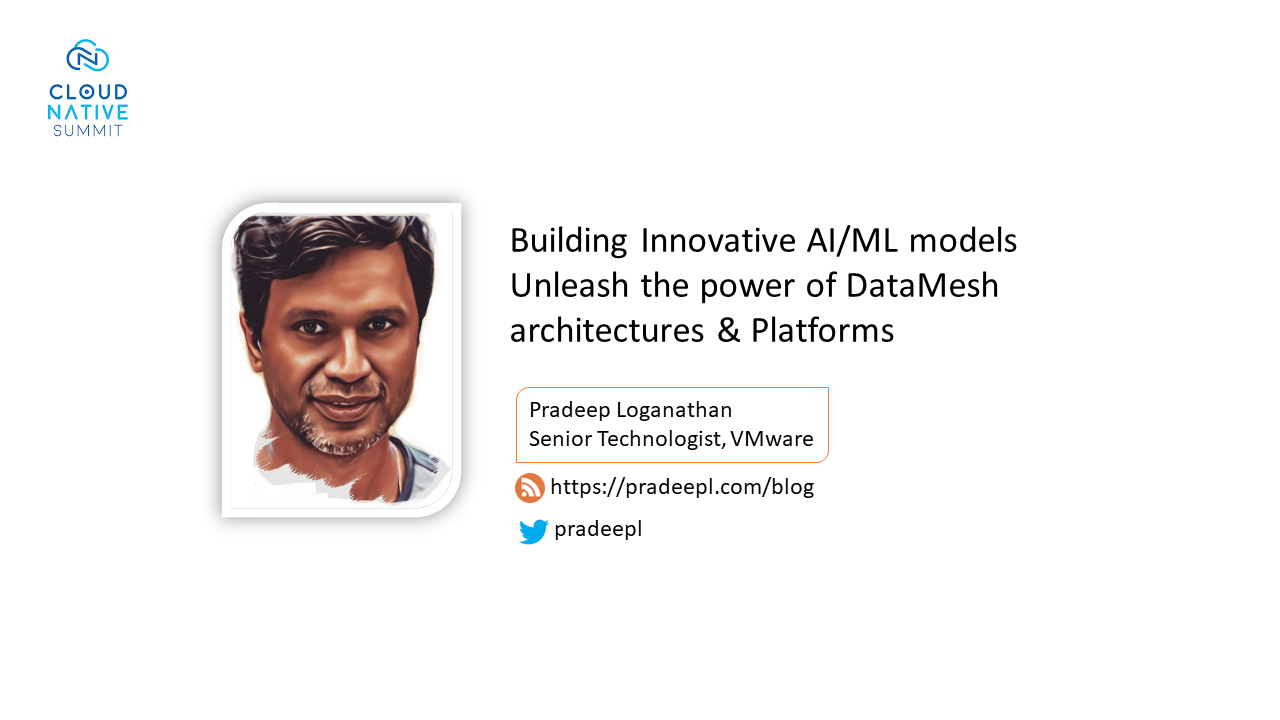 CLOUD
NATIVE
SUMMIT
Building Innovative AI/ML models
Unleash the power of DataMesh
architectures & Platforms
Pradeep Loganathan
Senior Technologist, VMware
https://pradeepl.com/blog
pradeepl